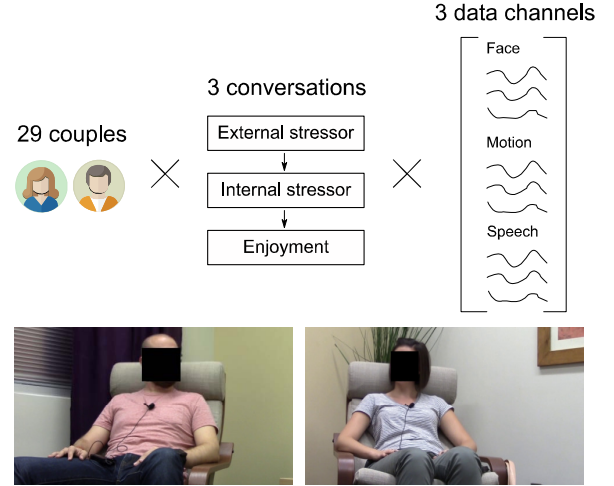 3 data channels
Face
3 conversations
External stressor
29 couples
Motion
Internal stressor
Speech
Enjoyment